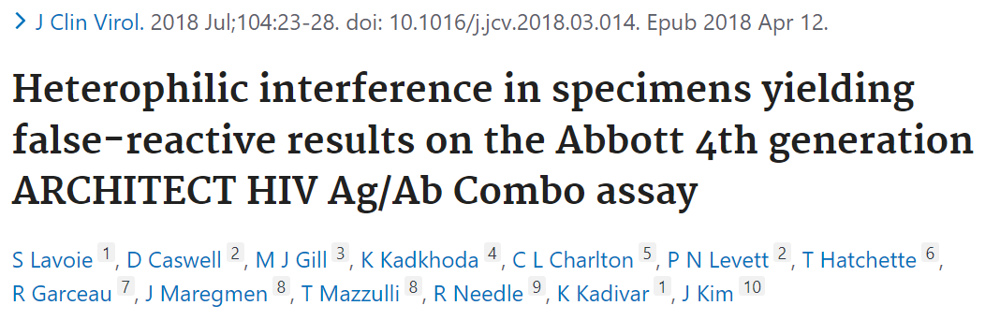 > J Clin Virol. 2018 Jul;104:23-28. doi: 10.1016/j.jcv.2018.03.014. Epub 2018 Apr 12.
Heterophilic interference in specimens yielding
false-reactive results on the Abbott 4th generation
ARCHITECT HIV Ag/Ab Combo assay
S Lavoie 1, D Caswell 2, M J Gill 3, K Kadkhoda 4, C L Charlton 5, P N Levett 2, T Hatchette 6,
R Garceau 7, J Maregmen 8, T Mazzulli 8, R Needle 9, K Kadivar 1, J Kim 10